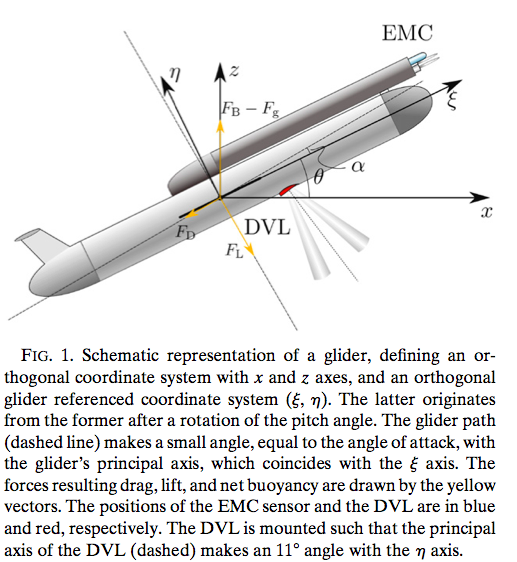 EMC
η
z
F_B − F_g
ξ
α
θ
x
F_D
DVL
F_L
FIG. 1. Schematic representation of a glider, defining an or-
thogonal coordinate system with x and z axes, and an orthogonal
glider referenced coordinate system (ξ, η). The latter originates
from the former after a rotation of the pitch angle. The glider path
(dashed line) makes a small angle, equal to the angle of attack, with
the glider's principal axis, which coincides with the ξ axis. The
forces resulting drag, lift, and net buoyancy are drawn by the yellow
vectors. The positions of the EMC sensor and the DVL are in blue
and red, respectively. The DVL is mounted such that the principal
axis of the DVL (dashed) makes an 11° angle with the η axis.